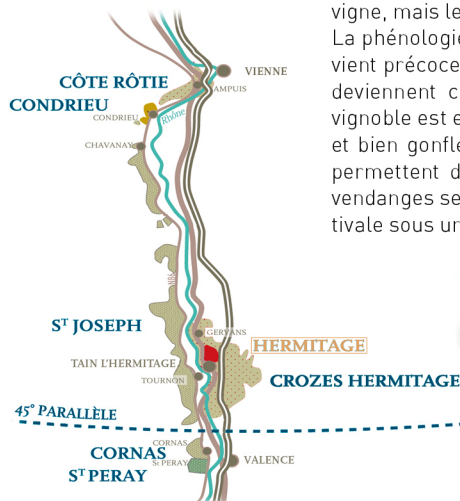 vigne, mais le
La phénologie
vient précoce
deviennent c
vignoble est e
et bien gonfle
permettent d
vendanges se
tivale sous un
VIENNE
CÔTE RÔTIE
AMPUIS
CONDRIEU
CONDRIEU
Rhône
CHAVANAY
N86
ST JOSEPH
GERVANS
HERMITAGE
TAIN L'HERMITAGE
TOURNON
CROZES HERMITAGE
45° PARALLÈLE
CORNAS
CORNAS
St PERAY
ST PERAY
VALENCE